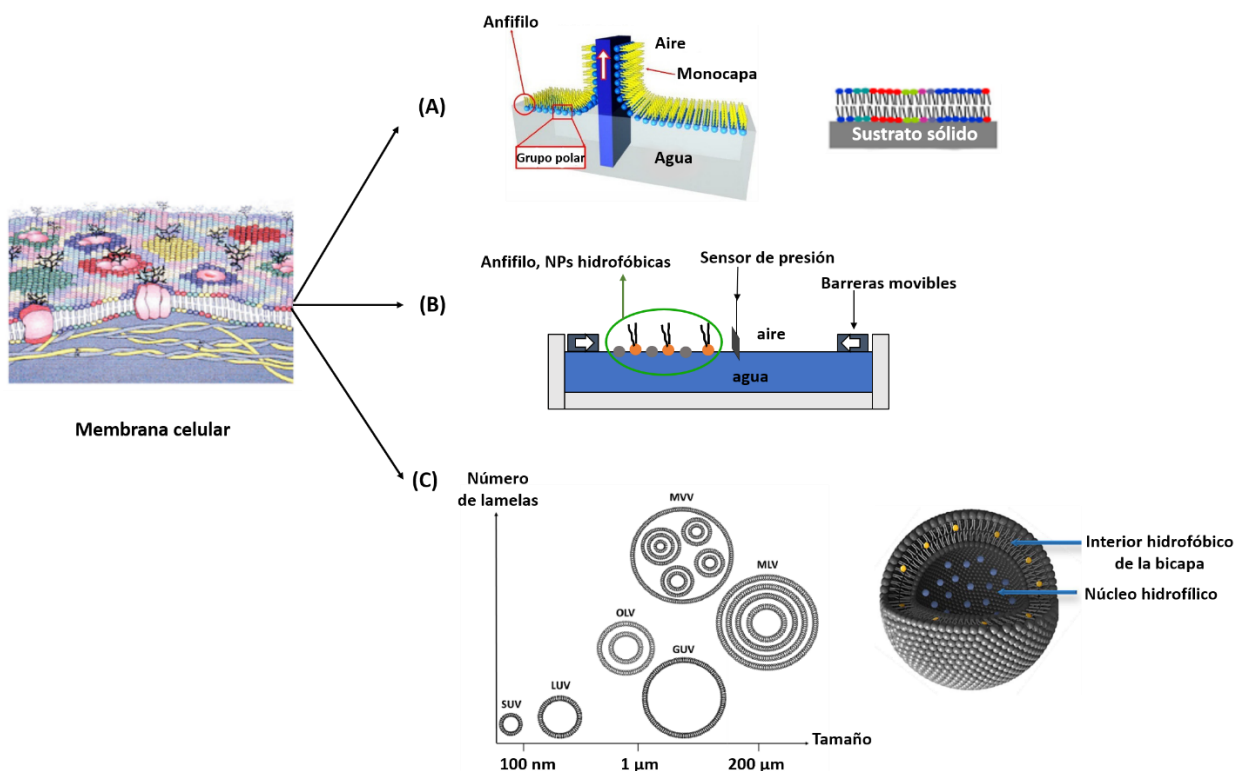 Membrana celular
(A)
Anfifilo
Aire
Monocapa
Grupo polar
Agua
Sustrato sólido
(B)
Anfifilo, NPs hidrofóbicas
Sensor de presión
Barreras movibles
aire
agua
(C)
Número
de lamelas
MVV
MLV
OLV
GUV
LUV
SUV
Tamaño
100 nm
1 µm
200 µm
Interior hidrofóbico
de la bicapa
Núcleo hidrofílico